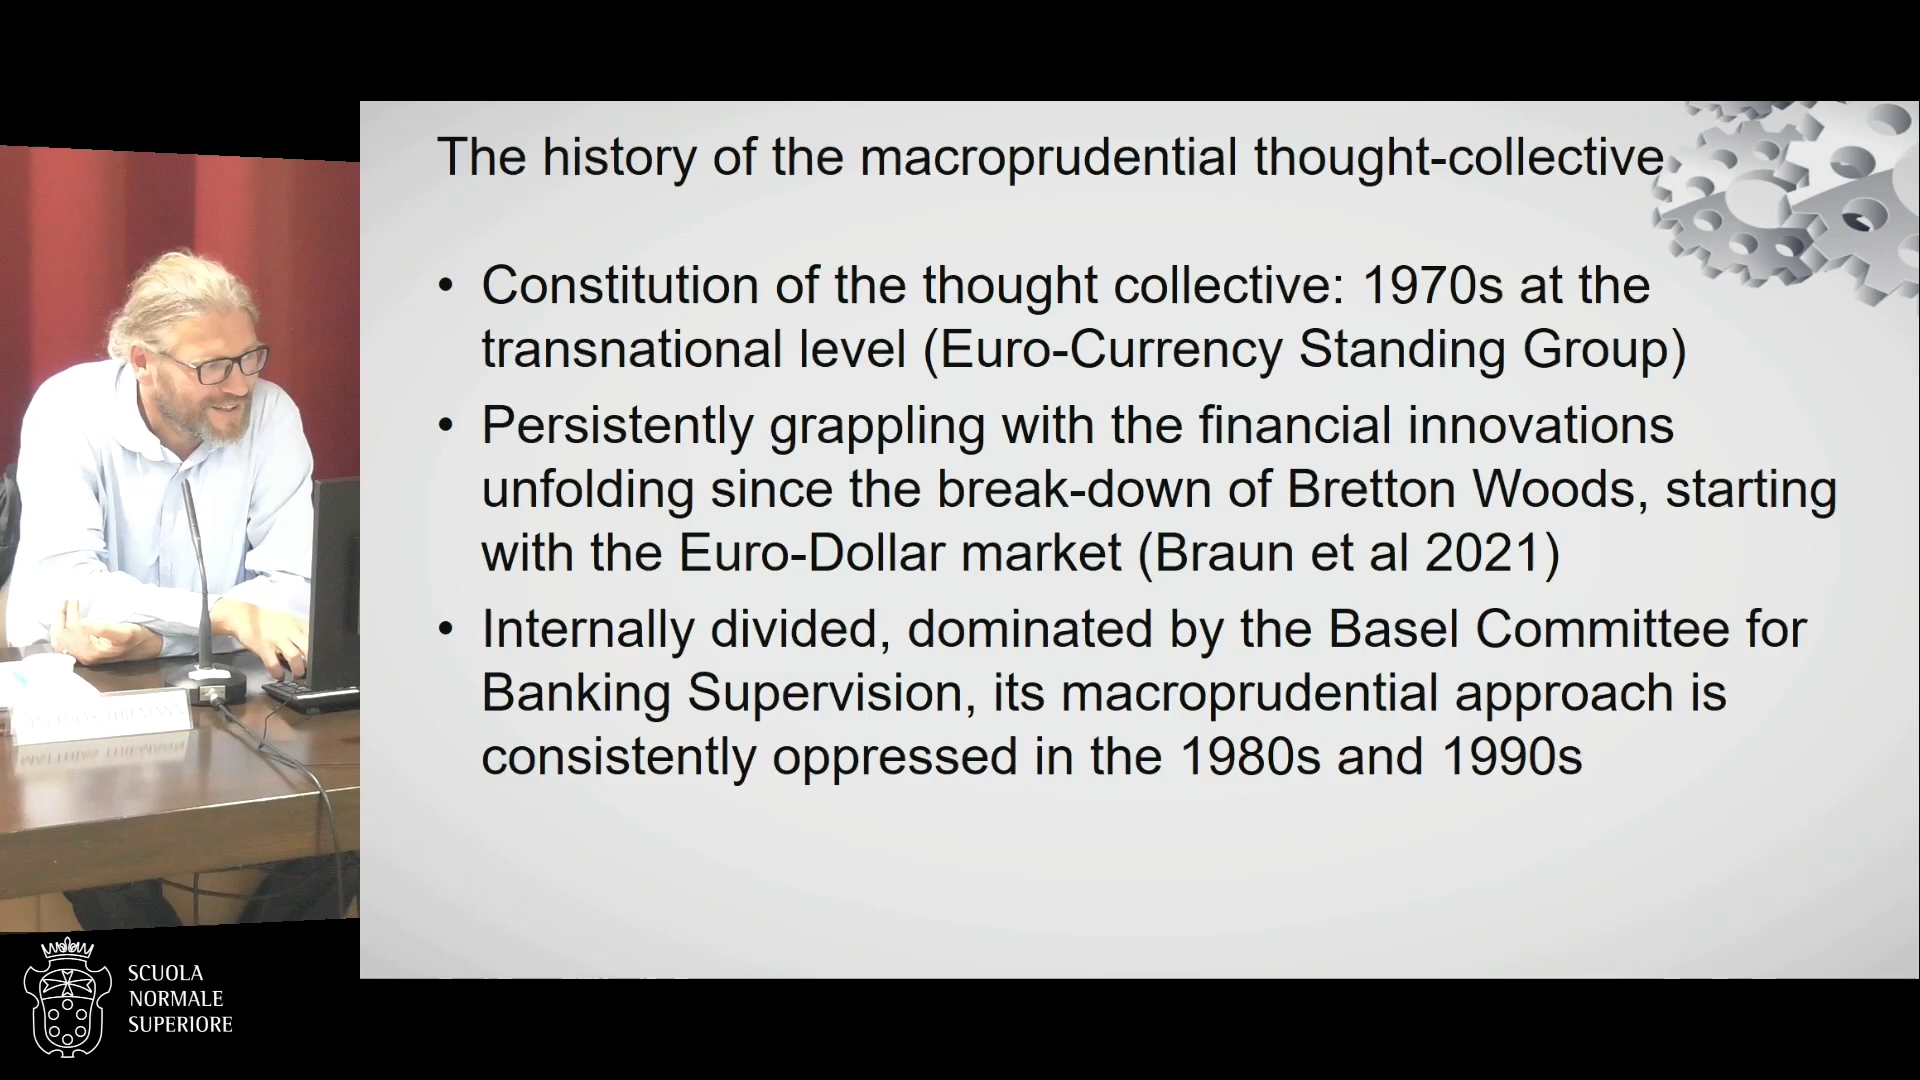 The history of the macroprudential thought-collective
• Constitution of the thought collective: 1970s at the
transnational level (Euro-Currency Standing Group)
• Persistently grappling with the financial innovations
unfolding since the break-down of Bretton Woods, starting
with the Euro-Dollar market (Braun et al 2021)
• Internally divided, dominated by the Basel Committee for
Banking Supervision, its macroprudential approach is
consistently oppressed in the 1980s and 1990s
SCUOLA
NORMALE
SUPERIORE